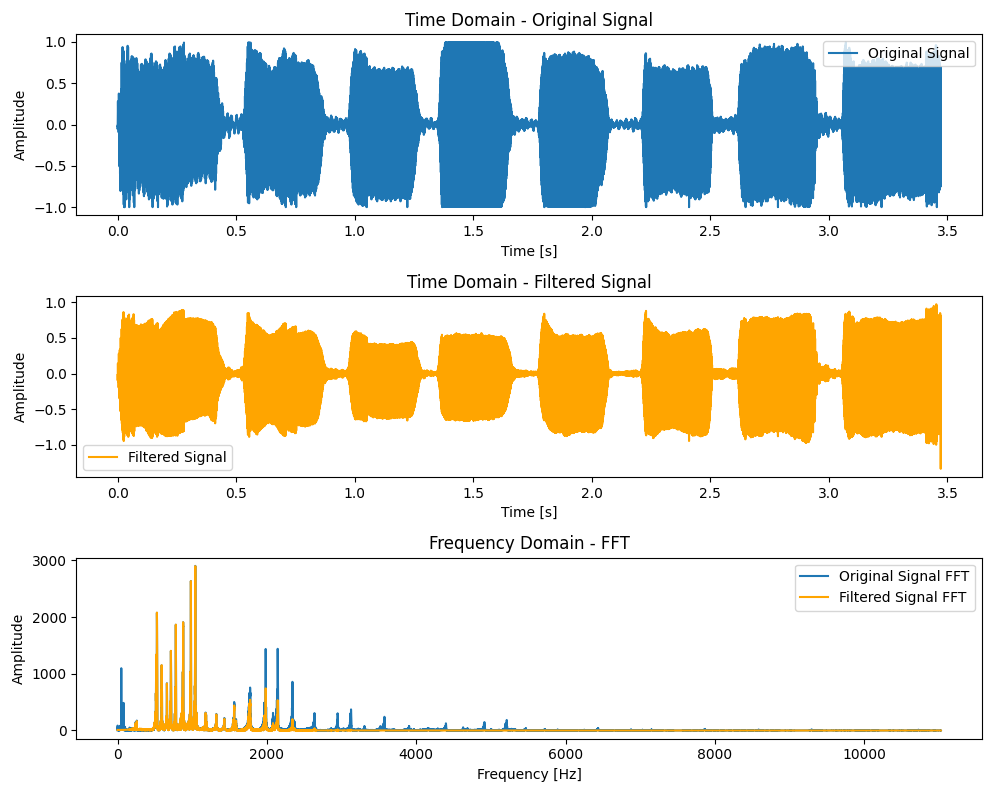 Time Domain - Original Signal
Amplitude
1.0
0.5
0.0
−0.5
−1.0
Original Signal
0.0 0.5 1.0 1.5 2.0 2.5 3.0 3.5
Time [s]
Time Domain - Filtered Signal
Amplitude
1.0
0.5
0.0
−0.5
−1.0
Filtered Signal
0.0 0.5 1.0 1.5 2.0 2.5 3.0 3.5
Time [s]
Frequency Domain - FFT
Amplitude
3000
2000
1000
0
Original Signal FFT
Filtered Signal FFT
0 2000 4000 6000 8000 10000
Frequency [Hz]